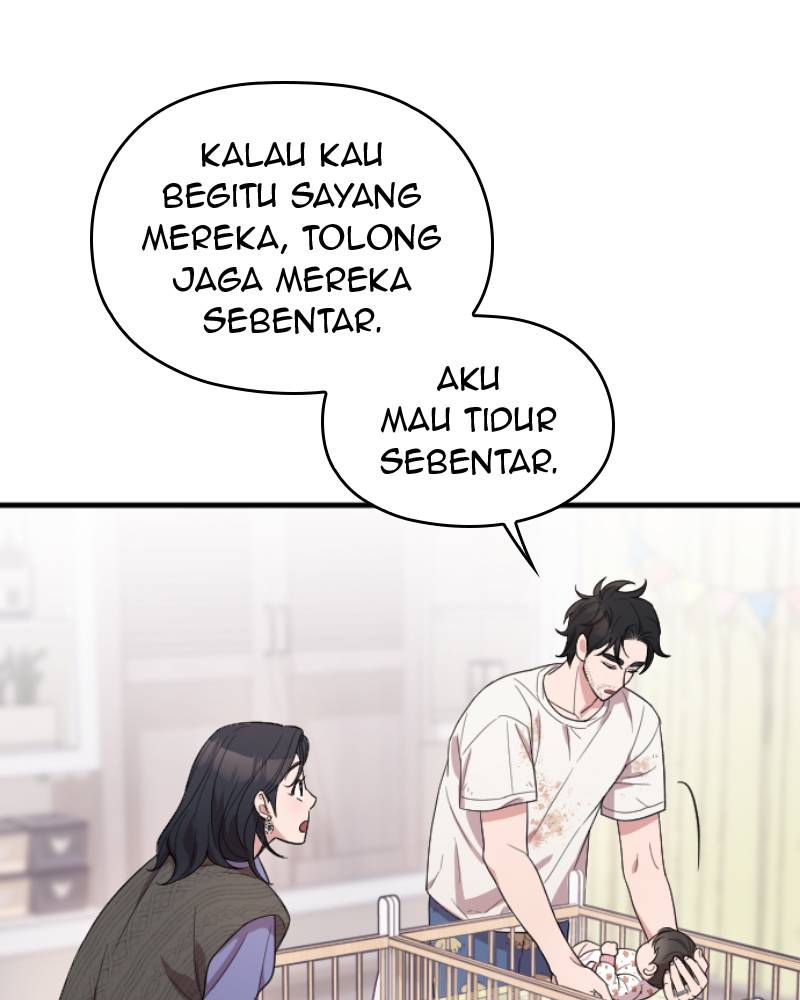 KALAU KAU
BEGITU SAYANG
MEREKA, TOLONG
JAGA MEREKA
SEBENTAR.
AKU
MAU TIDUR
SEBENTAR.